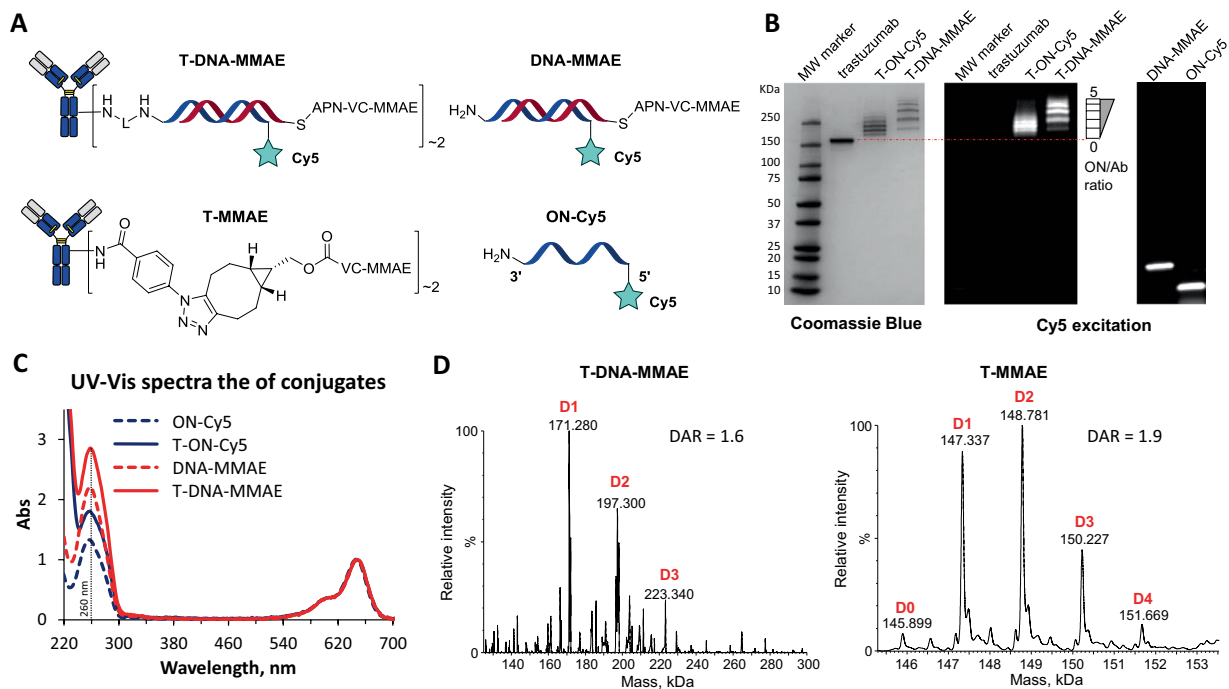 A
T-DNA-MMAE
H
N
L
H
N
S
APN-VC-MMAE
~2
Cy5
DNA-MMAE
H₂N
S
APN-VC-MMAE
Cy5
T-MMAE
N
H
O
N
N
N
H
H
O
O
VC-MMAE
~2
ON-Cy5
H₂N
3'
5'
Cy5
B
MW marker
trastuzumab
T-ON-Cy5
T-DNA-MMAE
MW marker
trastuzumab
T-ON-Cy5
T-DNA-MMAE
DNA-MMAE
ON-Cy5
KDa
250
150
100
75
50
37
25
20
15
10
5
0
ON/Ab
ratio
Coomassie Blue
Cy5 excitation
C
UV-Vis spectra the of conjugates
ON-Cy5
T-ON-Cy5
DNA-MMAE
T-DNA-MMAE
Abs
3
2
1
0
260 nm
220 300 380 460 540 620 700
Wavelength, nm
D
T-DNA-MMAE
D1
171.280
DAR = 1.6
D2
197.300
D3
223.340
100
0
Relative intensity
%
140 160 180 200 220 240 260 280 300
Mass, kDa
T-MMAE
D2
148.781
D1
147.337
DAR = 1.9
D3
150.227
D4
151.669
D0
145.899
100
0
Relative intensity
%
146 147 148 149 150 151 152 153
Mass, kDa